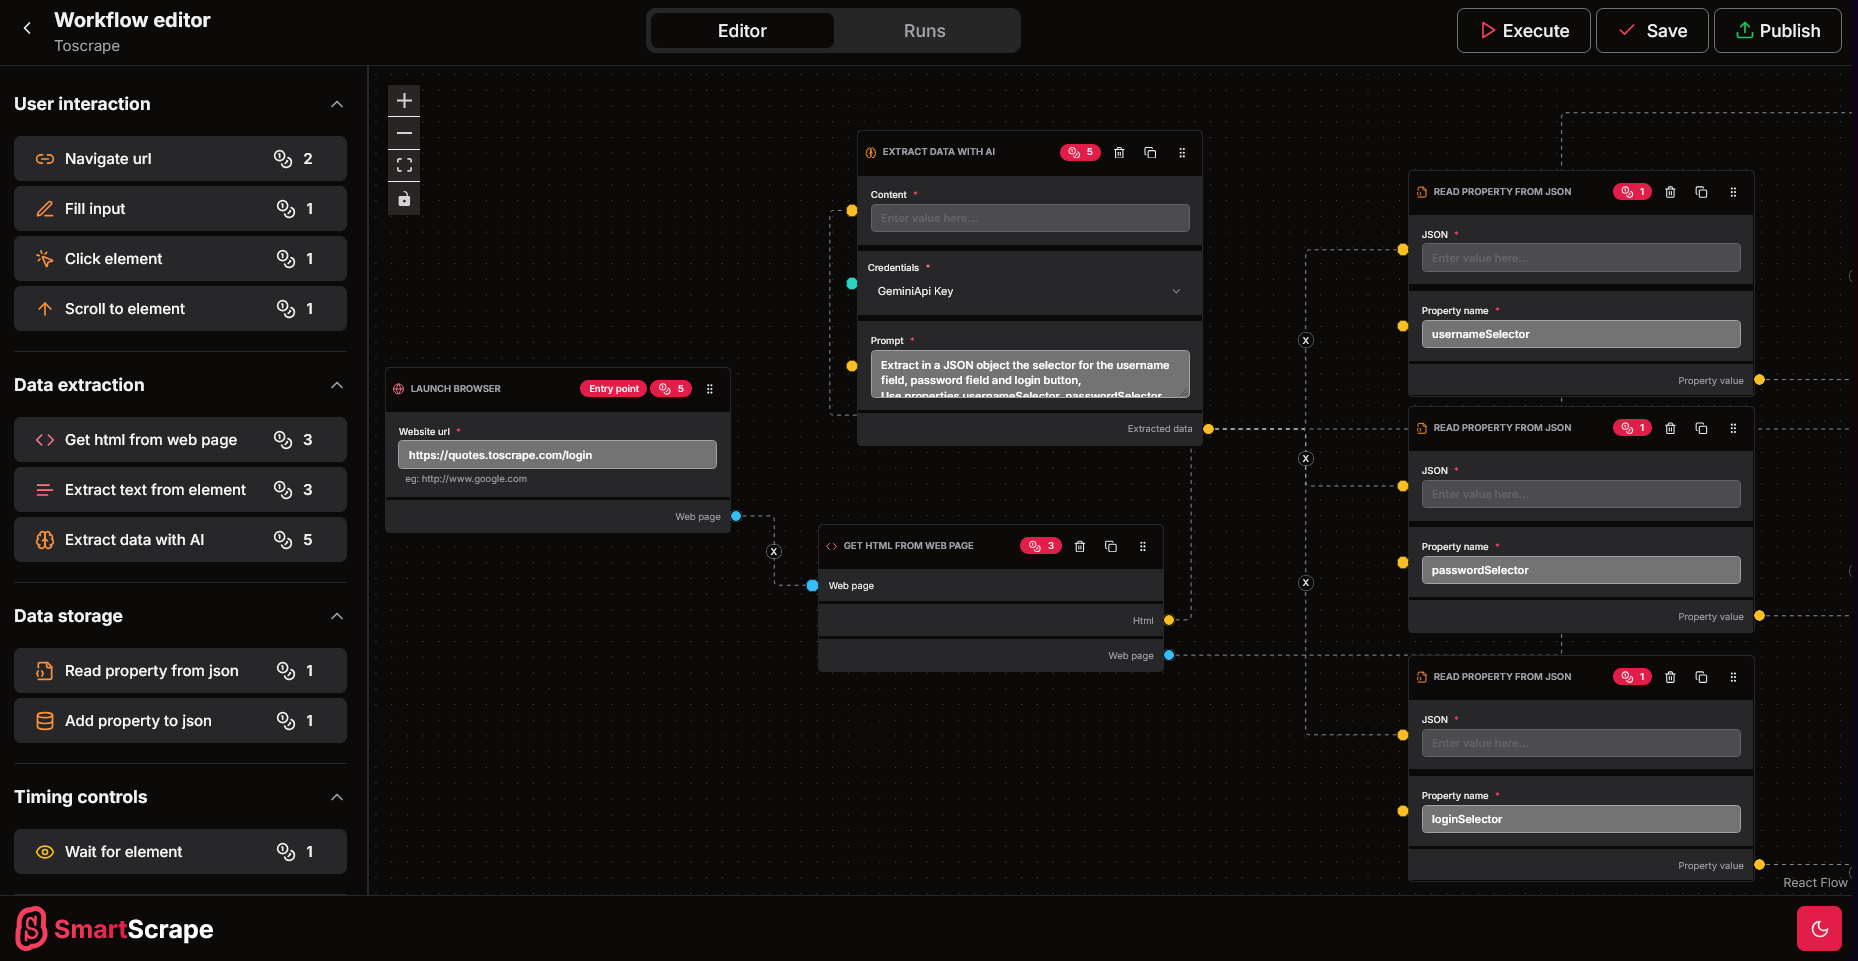 Workflow editor
Toscrape
Editor
Runs
Execute
Save
Publish
User interaction
Navigate url 2
Fill input 1
Click element 1
Scroll to element 1
Data extraction
Get html from web page 3
Extract text from element 3
Extract data with AI 5
Data storage
Read property from json 1
Add property to json 1
Timing controls
Wait for element 1
LAUNCH BROWSER Entry point 5
Website url *
https://quotes.toscrape.com/login
eg: http://www.google.com
Web page
X
EXTRACT DATA WITH AI 5
Content *
Enter value here...
Credentials *
GeminiApi Key
Prompt *
Extract in a JSON object the selector for the username
field, password field and login button,
Use properties usernameSelector, passwordSelector
Extracted data
GET HTML FROM WEB PAGE 3
Web page
Html
Web page
X
X
X
READ PROPERTY FROM JSON 1
JSON *
Enter value here...
Property name *
usernameSelector
Property value
READ PROPERTY FROM JSON 1
JSON *
Enter value here...
Property name *
passwordSelector
Property value
READ PROPERTY FROM JSON 1
JSON *
Enter value here...
Property name *
loginSelector
Property value
React Flow
SmartScrape